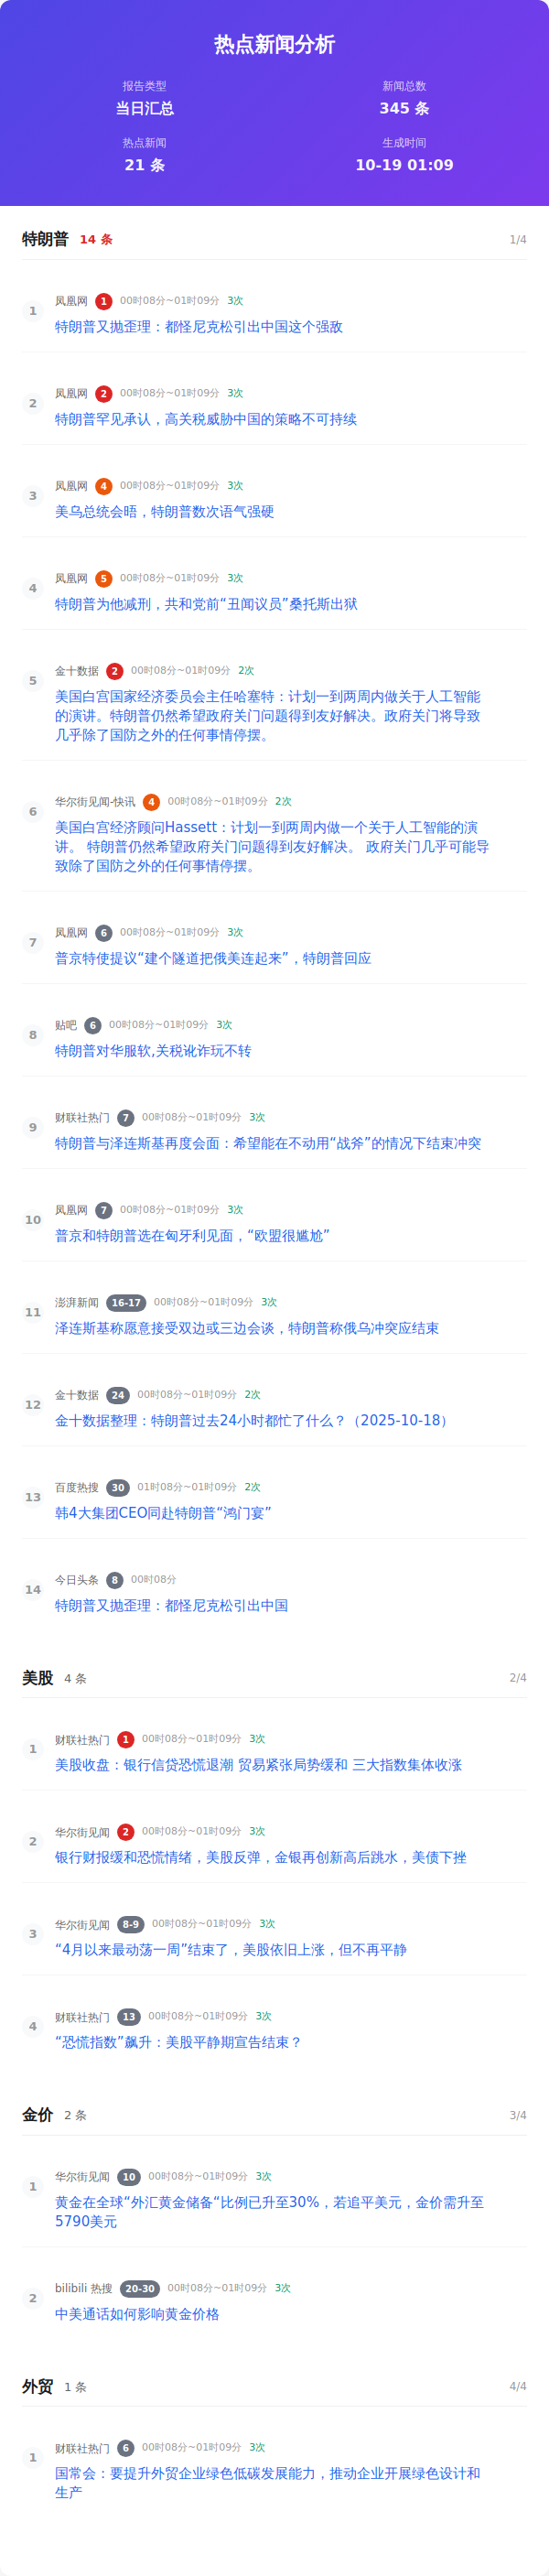 热点新闻分析
报告类型
当日汇总
新闻总数
345 条
热点新闻
21 条
生成时间
10-19 01:09
特朗普 14 条 1/4
1 凤凰网 1 00时08分~01时09分 3次
特朗普又抛歪理：都怪尼克松引出中国这个强敌
2 凤凰网 2 00时08分~01时09分 3次
特朗普罕见承认，高关税威胁中国的策略不可持续
3 凤凰网 4 00时08分~01时09分 3次
美乌总统会晤，特朗普数次语气强硬
4 凤凰网 5 00时08分~01时09分 3次
特朗普为他减刑，共和党前“丑闻议员”桑托斯出狱
5 金十数据 2 00时08分~01时09分 2次
美国白宫国家经济委员会主任哈塞特：计划一到两周内做关于人工智能
的演讲。特朗普仍然希望政府关门问题得到友好解决。政府关门将导致
几乎除了国防之外的任何事情停摆。
6 华尔街见闻-快讯 4 00时08分~01时09分 2次
美国白宫经济顾问Hassett：计划一到两周内做一个关于人工智能的演
讲。 特朗普仍然希望政府关门问题得到友好解决。 政府关门几乎可能导
致除了国防之外的任何事情停摆。
7 凤凰网 6 00时08分~01时09分 3次
普京特使提议“建个隧道把俄美连起来”，特朗普回应
8 贴吧 6 00时08分~01时09分 3次
特朗普对华服软,关税讹诈玩不转
9 财联社热门 7 00时08分~01时09分 3次
特朗普与泽连斯基再度会面：希望能在不动用“战斧”的情况下结束冲突
10 凤凰网 7 00时08分~01时09分 3次
普京和特朗普选在匈牙利见面，“欧盟很尴尬”
11 澎湃新闻 16-17 00时08分~01时09分 3次
泽连斯基称愿意接受双边或三边会谈，特朗普称俄乌冲突应结束
12 金十数据 24 00时08分~01时09分 2次
金十数据整理：特朗普过去24小时都忙了什么？（2025-10-18）
13 百度热搜 30 01时08分~01时09分 2次
韩4大集团CEO同赴特朗普“鸿门宴”
14 今日头条 8 00时08分
特朗普又抛歪理：都怪尼克松引出中国
美股 4 条 2/4
1 财联社热门 1 00时08分~01时09分 3次
美股收盘：银行信贷恐慌退潮 贸易紧张局势缓和 三大指数集体收涨
2 华尔街见闻 2 00时08分~01时09分 3次
银行财报缓和恐慌情绪，美股反弹，金银再创新高后跳水，美债下挫
3 华尔街见闻 8-9 00时08分~01时09分 3次
“4月以来最动荡一周”结束了，美股依旧上涨，但不再平静
4 财联社热门 13 00时08分~01时09分 3次
“恐慌指数”飙升：美股平静期宣告结束？
金价 2 条 3/4
1 华尔街见闻 10 00时08分~01时09分 3次
黄金在全球“外汇黄金储备“比例已升至30%，若追平美元，金价需升至
5790美元
2 bilibili 热搜 20-30 00时08分~01时09分 3次
中美通话如何影响黄金价格
外贸 1 条 4/4
1 财联社热门 6 00时08分~01时09分 3次
国常会：要提升外贸企业绿色低碳发展能力，推动企业开展绿色设计和
生产